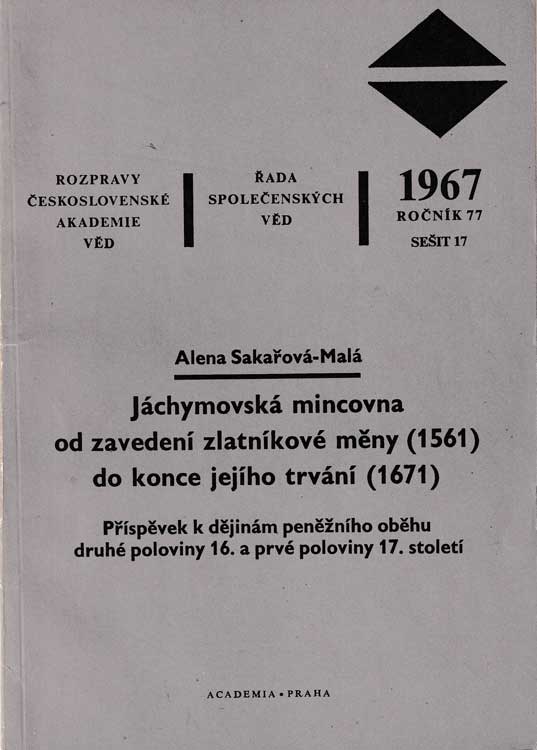 ROZPRAVY
ČESKOSLOVENSKÉ
AKADEMIE
VĚD
ŘADA
SPOLEČENSKÝCH
VĚD
1967
ROČNÍK 77
SEŠIT 17
Alena Sakařová-Malá
Jáchymovská mincovna
od zavedení zlatníkové měny (1561)
do konce jejího trvání (1671)
Příspěvek k dějinám peněžního oběhu
druhé poloviny 16. a prvé poloviny 17. století
ACADEMIA • PRAHA